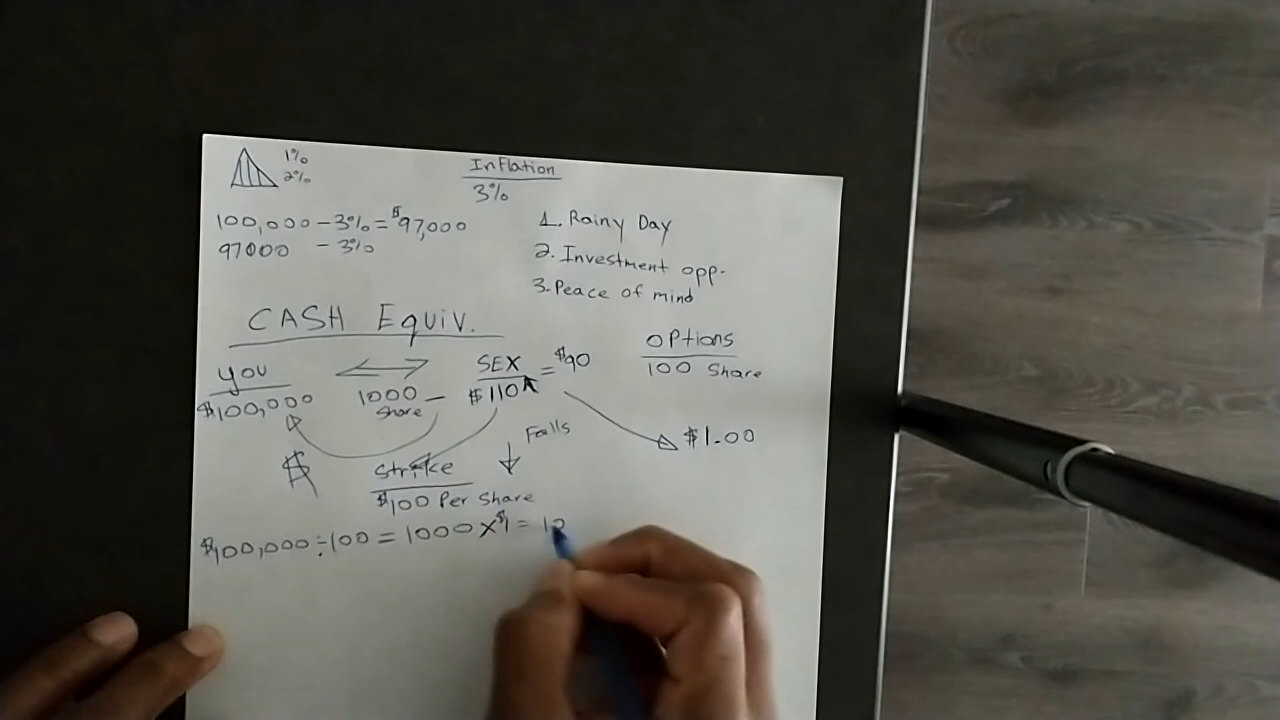 1%
2%
Inflation
3%
100,000 - 3% = $97,000
97000 - 3%
1. Rainy Day
2. Investment opp.
3. Peace of mind
CASH Equiv.
you
$100,000
1000
Share
SEX
$110
= $90
Options
100 Share
$1.00
Falls
$
Strike
$100 Per Share
$100,000 ÷ 100 = 1000 x $1 = 10